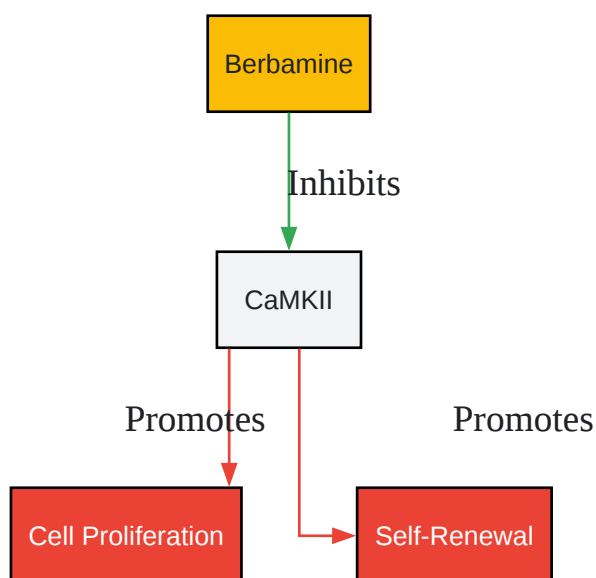 Berbamine
Inhibits
CaMKII
Promotes
Promotes
Cell Proliferation
Self-Renewal